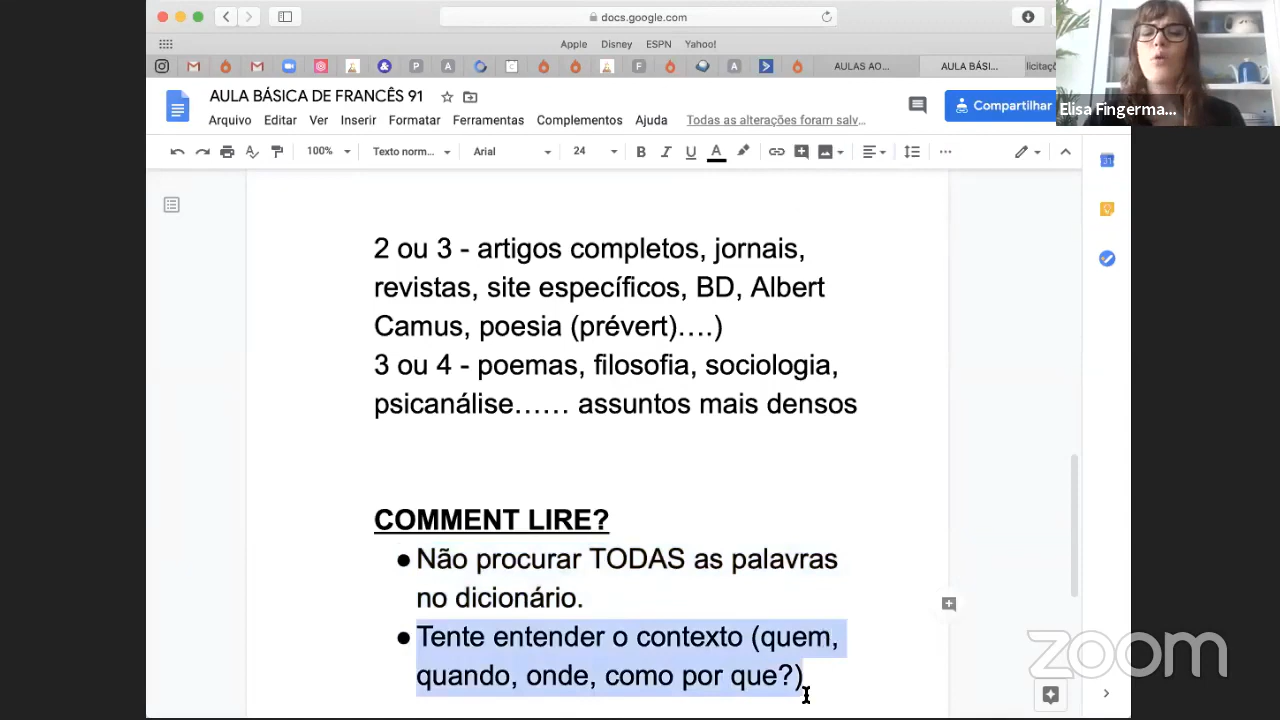 docs.google.com
Apple Disney ESPN Yahoo!
AULAS AO... AULA BÁSI... licitaçõ
AULA BÁSICA DE FRANCÊS 91
Compartilhar
Elisa Fingerma...
Arquivo Editar Ver Inserir Formatar Ferramentas Complementos Ajuda Todas as alterações foram salv...
100% Texto norm... Arial 24 B I U A
2 ou 3 - artigos completos, jornais,
revistas, site específicos, BD, Albert
Camus, poesia (prévert)….)
3 ou 4 - poemas, filosofia, sociologia,
psicanálise…… assuntos mais densos
COMMENT LIRE?
● Não procurar TODAS as palavras
no dicionário.
● Tente entender o contexto (quem,
quando, onde, como por que?)
zoom